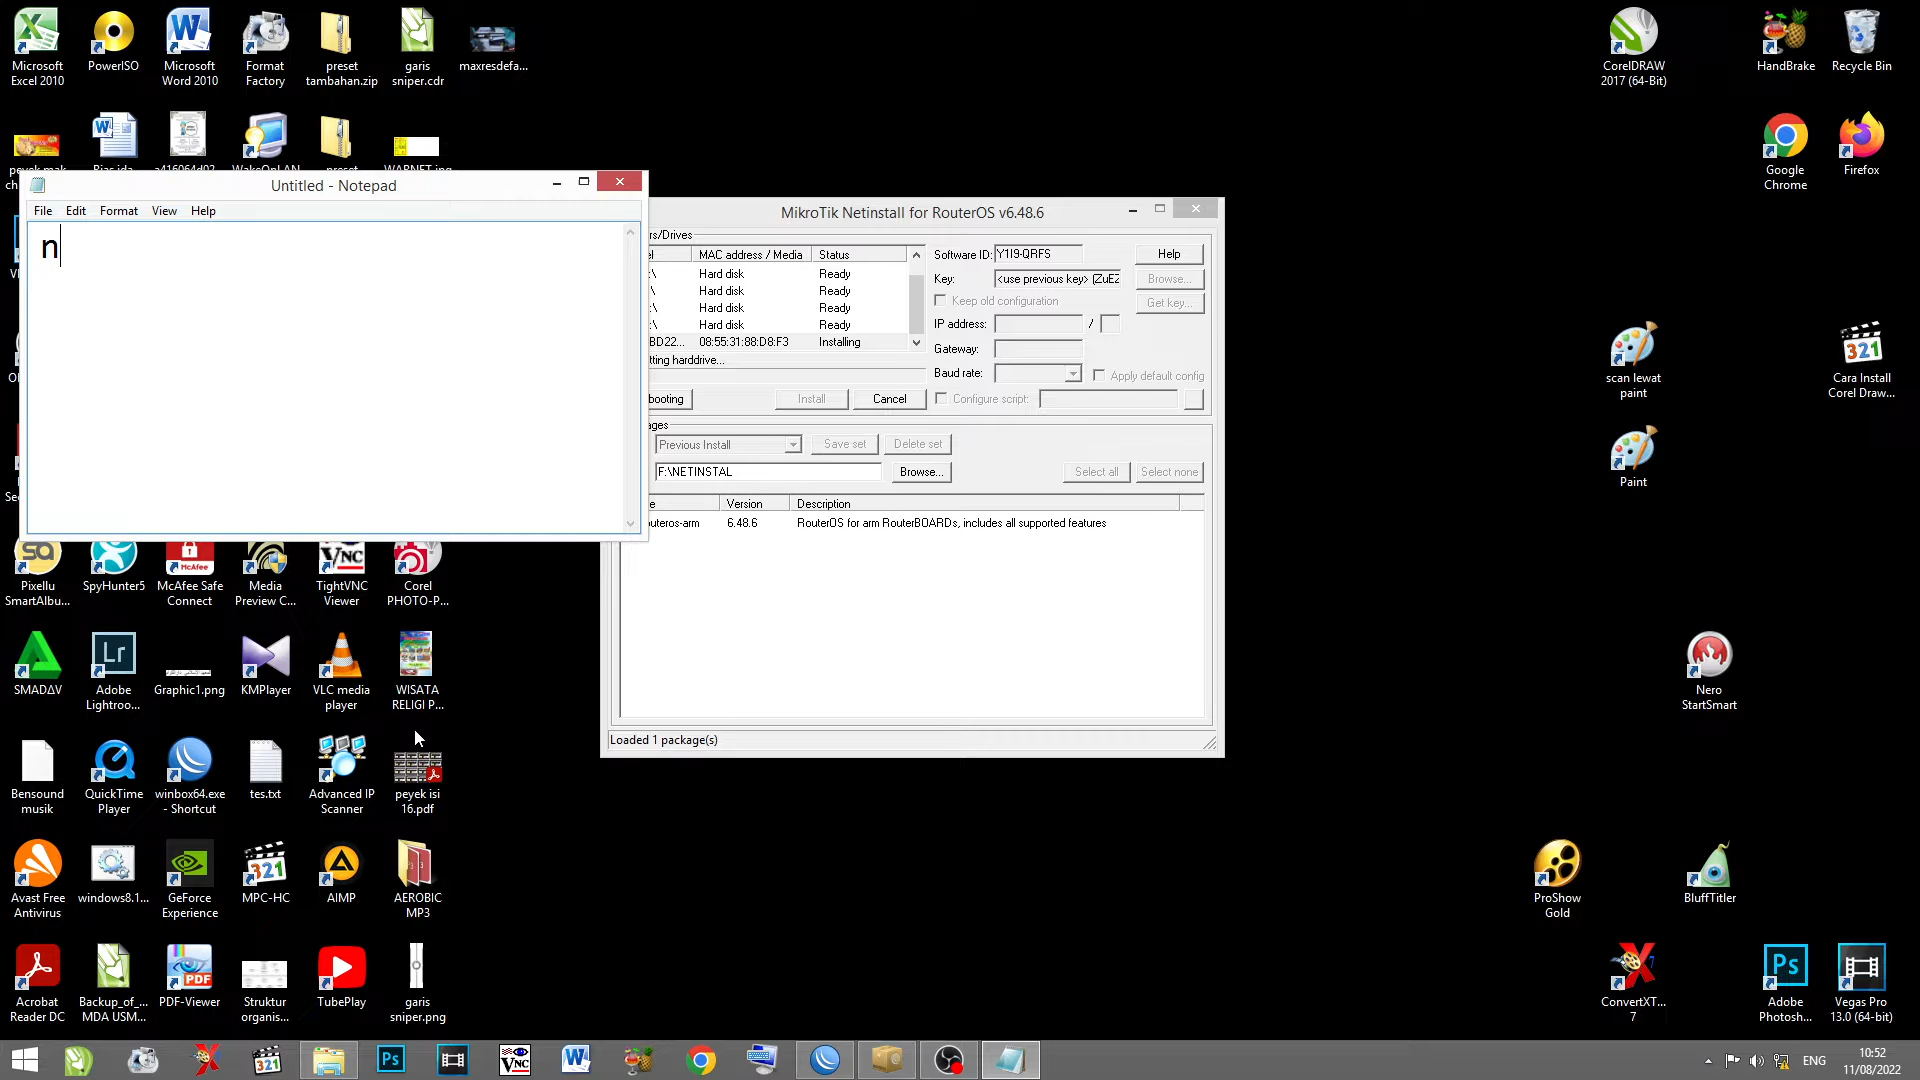 Microsoft Excel 2010
PowerISO
Microsoft Word 2010
Format Factory
preset tambahan.zip
garis sniper.cdr
maxresdefa...
CorelDRAW 2017 (64-Bit)
HandBrake
Recycle Bin
Google Chrome
Firefox
Untitled - Notepad
File Edit Format View Help
n
MikroTik Netinstall for RouterOS v6.48.6
rs/Drives
MAC address / Media Status
Hard disk Ready
Hard disk Ready
Hard disk Ready
Hard disk Ready
BD22... 08:55:31:88:D8:F3 Installing
tting harddrive...
booting Install Cancel
Software ID: Y1I9-QRFS Help
Key: <use previous key> (ZuEZ Browse...
Keep old configuration Get key...
IP address: /
Gateway:
Baud rate: Apply default config
Configure script:
ages
Previous Install Save set Delete set
F:\NETINSTAL Browse... Select all Select none
Version Description
outeros-arm 6.48.6 RouterOS for arm RouterBOARDs, includes all supported features
Loaded 1 package(s)
scan lewat paint
Cara Install Corel Draw...
Paint
Pixellu SmartAlbu...
SpyHunter5
McAfee Safe Connect
Media Preview C...
TightVNC Viewer
Corel PHOTO-P...
SMADΔV
Adobe Lightroo...
Graphic1.png
KMPlayer
VLC media player
WISATA RELIGI P...
Nero StartSmart
Bensound musik
QuickTime Player
winbox64.exe - Shortcut
tes.txt
Advanced IP Scanner
peyek isi 16.pdf
Avast Free Antivirus
windows8.1...
GeForce Experience
MPC-HC
AIMP
AEROBIC MP3
ProShow Gold
BluffTitler
Acrobat Reader DC
Backup_of_... MDA USM...
PDF-Viewer
Struktur organis...
TubePlay
garis sniper.png
ConvertXT... 7
Adobe Photosh...
Vegas Pro 13.0 (64-bit)
ENG
10:52
11/08/2022